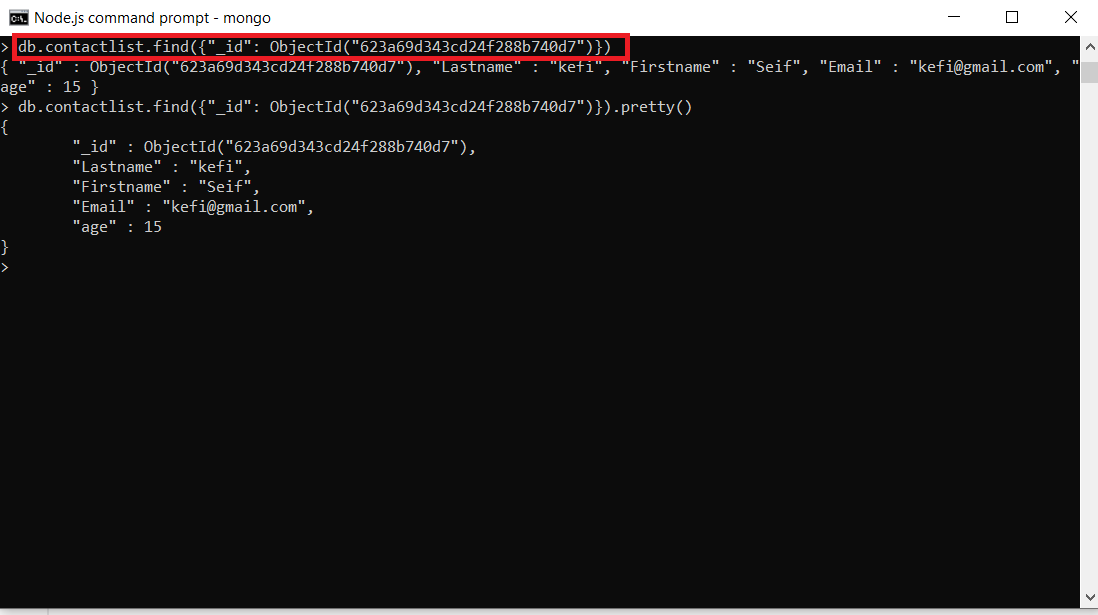 Node.js command prompt - mongo
> db.contactlist.find({"_id": ObjectId("623a69d343cd24f288b740d7")})
{ "_id" : ObjectId("623a69d343cd24f288b740d7"), "Lastname" : "kefi", "Firstname" : "Seif", "Email" : "kefi@gmail.com", "
age" : 15 }
> db.contactlist.find({"_id": ObjectId("623a69d343cd24f288b740d7")}).pretty()
{
        "_id" : ObjectId("623a69d343cd24f288b740d7"),
        "Lastname" : "kefi",
        "Firstname" : "Seif",
        "Email" : "kefi@gmail.com",
        "age" : 15
}
>